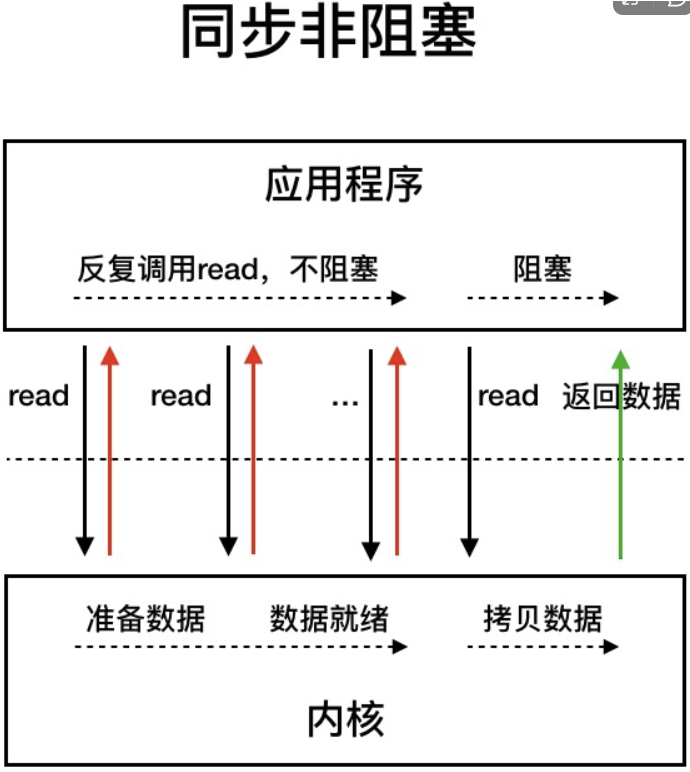 同步非阻塞
应用程序
反复调用read，不阻塞
阻塞
read
read
...
read
返回数据
准备数据
数据就绪
拷贝数据
内核